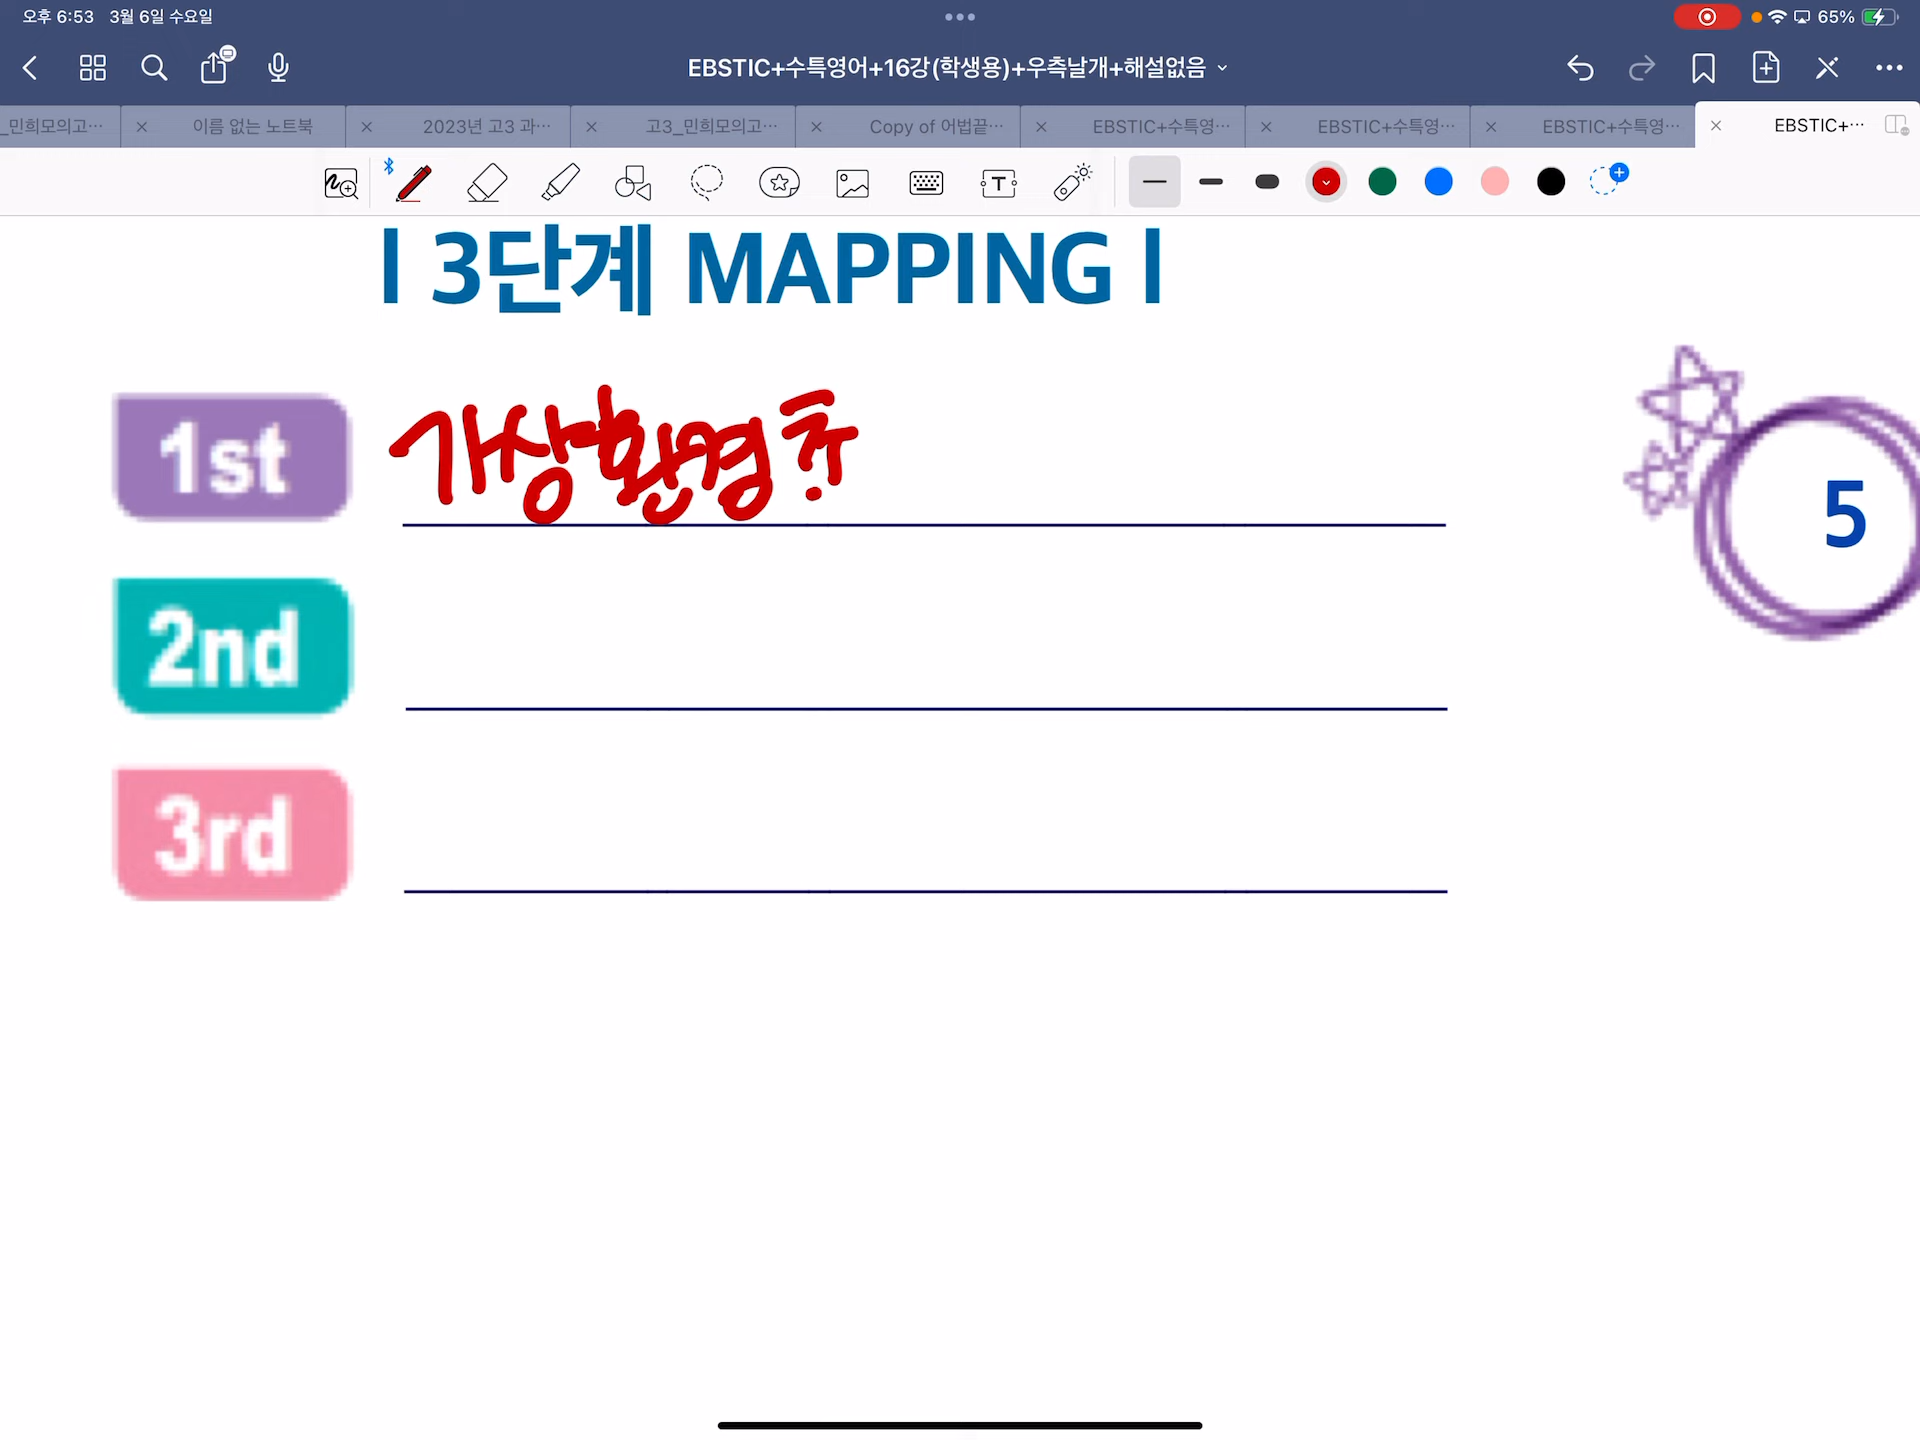 오후 6:53 3월 6일 수요일
65%
EBSTIC+수특영어+16강(학생용)+우측날개+해설없음
_민희모의고… 이름 없는 노트북 2023년 고3 과… 고3_민희모의고… Copy of 어법끝… EBSTIC+수특영… EBSTIC+수특영… EBSTIC+수특영… EBSTIC+…
T
| 3단계 MAPPING |
1st 가상환경
5
2nd
3rd